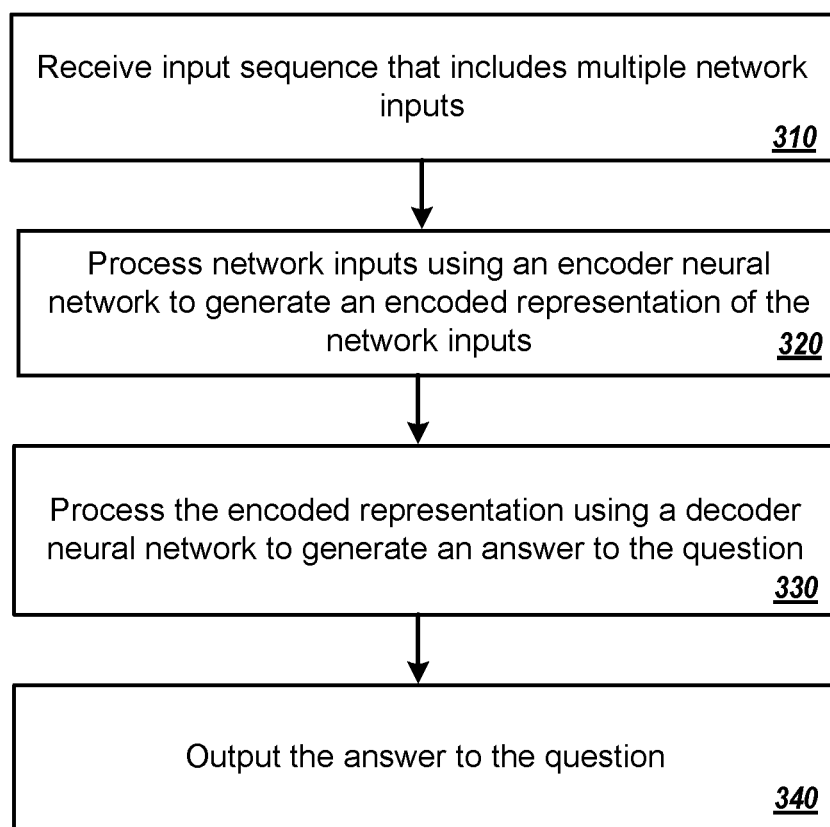 Receive input sequence that includes multiple network
inputs
310
Process network inputs using an encoder neural
network to generate an encoded representation of the
network inputs
320
Process the encoded representation using a decoder
neural network to generate an answer to the question
330
Output the answer to the question
340